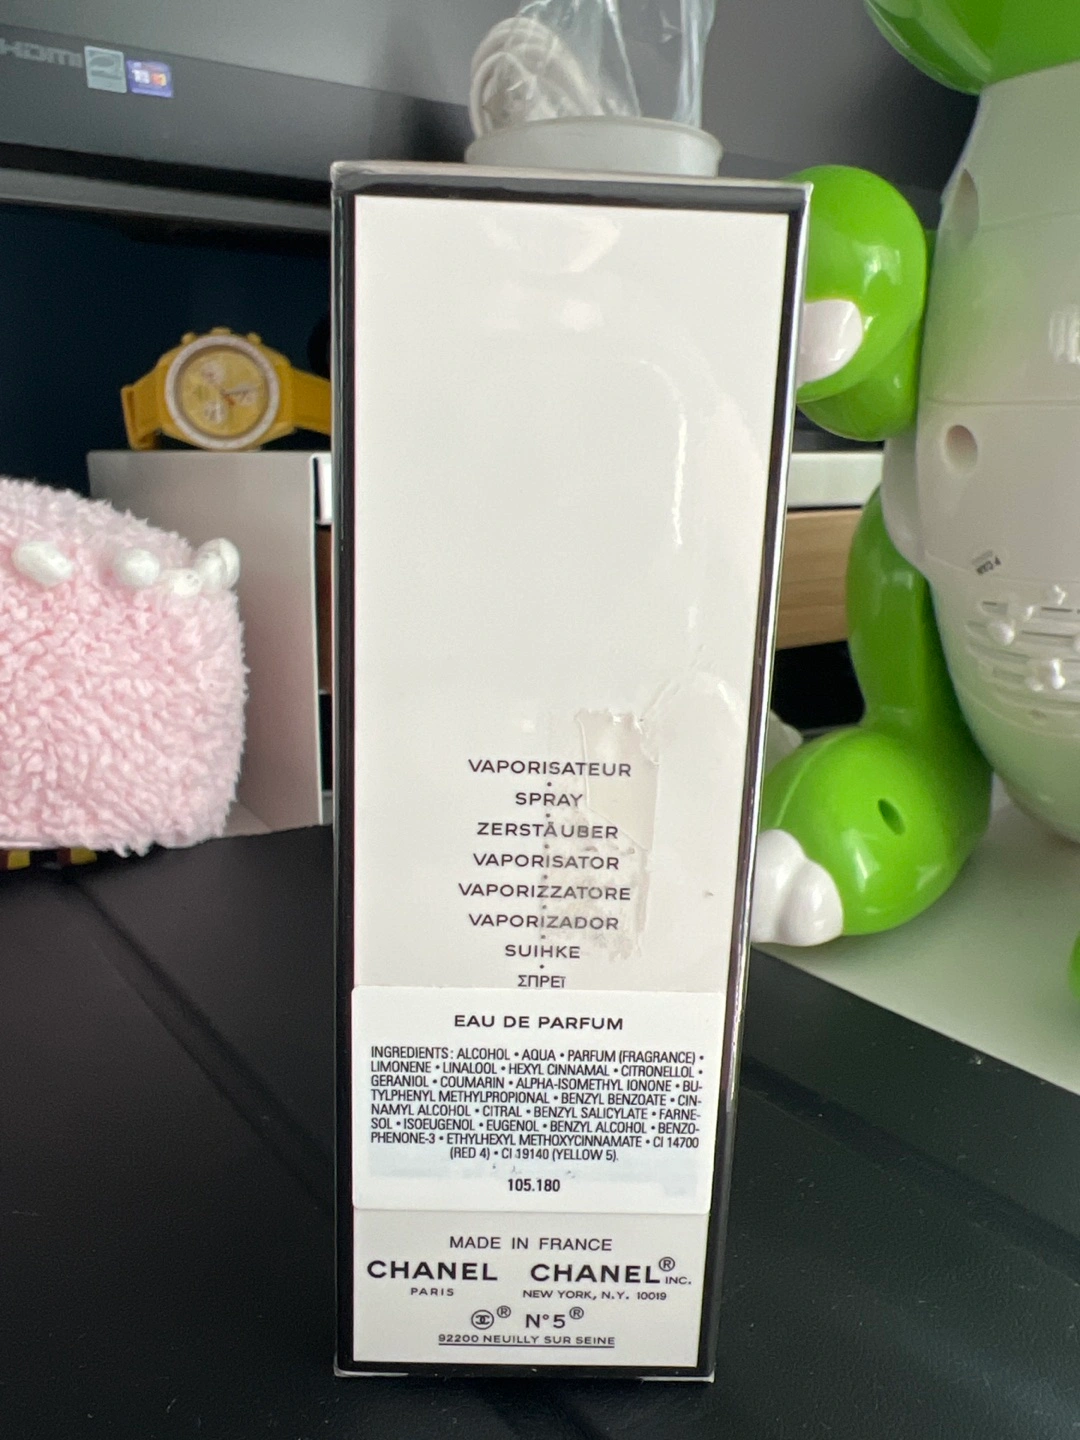 HDMI
VAPORISATEUR
SPRAY
ZERSTÄUBER
VAPORISATOR
VAPORIZZATORE
VAPORIZADOR
SUIHKE
ΣΠΡΕΪ
EAU DE PARFUM
INGREDIENTS: ALCOHOL • AQUA • PARFUM (FRAGRANCE) •
LIMONENE • LINALOOL • HEXYL CINNAMAL • CITRONELLOL •
GERANIOL • COUMARIN • ALPHA-ISOMETHYL IONONE • BU-
TYLPHENYL METHYLPROPIONAL • BENZYL BENZOATE • CIN-
NAMYL ALCOHOL • CITRAL • BENZYL SALICYLATE • FARNE-
SOL • ISOEUGENOL • EUGENOL • BENZYL ALCOHOL • BENZO-
PHENONE-3 • ETHYLHEXYL METHOXYCINNAMATE • CI 14700
(RED 4) • CI 19140 (YELLOW 5)
105.180
MADE IN FRANCE
CHANEL CHANEL® INC.
PARIS NEW YORK, N.Y. 10019
® N°5®
92200 NEUILLY SUR SEINE